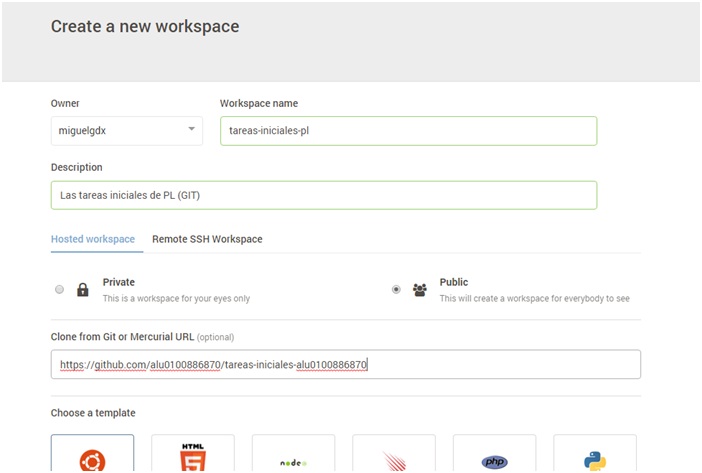 Create a new workspace
Owner Workspace name
miguelgdx tareas-iniciales-pl
Description
Las tareas iniciales de PL (GIT)
Hosted workspace Remote SSH Workspace
Private Public
This is a workspace for your eyes only This will create a workspace for everybody to see
Clone from Git or Mercurial URL (optional)
https://github.com/alu0100886870/tareas-iniciales-alu0100886870
Choose a template
HTML
5 node php